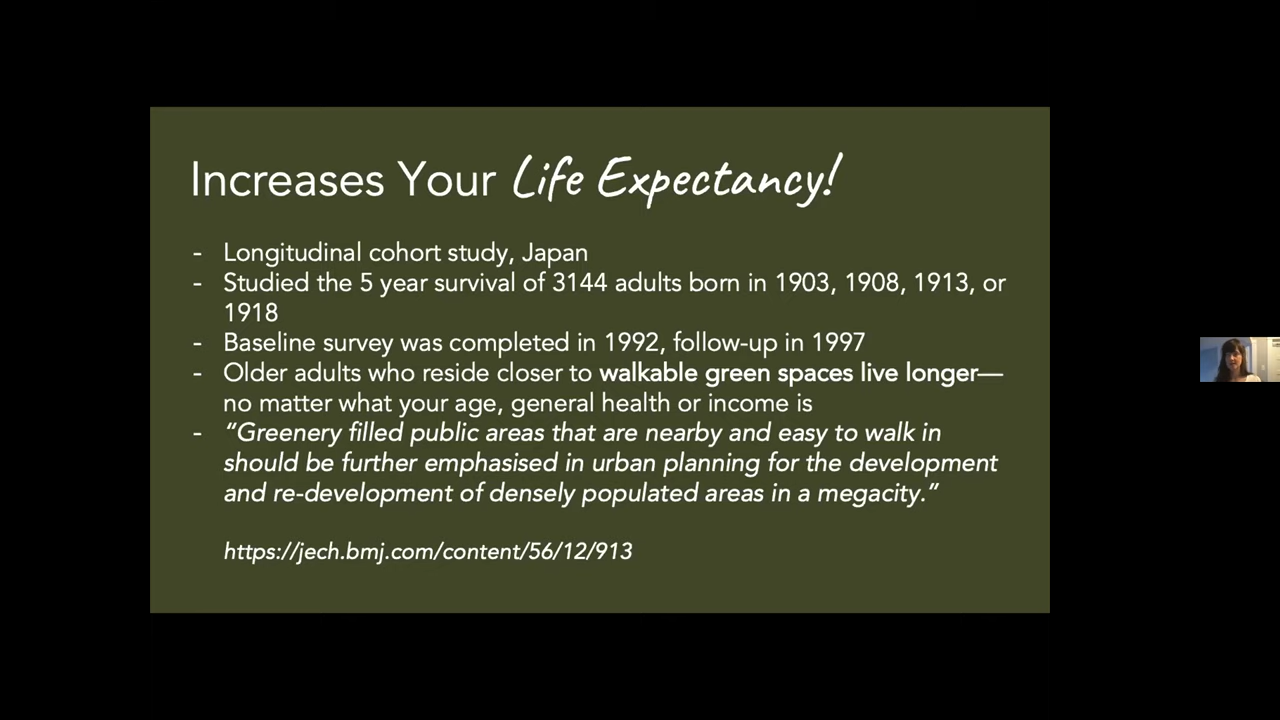 Increases Your Life Expectancy!
- Longitudinal cohort study, Japan
- Studied the 5 year survival of 3144 adults born in 1903, 1908, 1913, or
1918
- Baseline survey was completed in 1992, follow-up in 1997
- Older adults who reside closer to walkable green spaces live longer—
no matter what your age, general health or income is
- “Greenery filled public areas that are nearby and easy to walk in
should be further emphasised in urban planning for the development
and re-development of densely populated areas in a megacity.”
https://jech.bmj.com/content/56/12/913